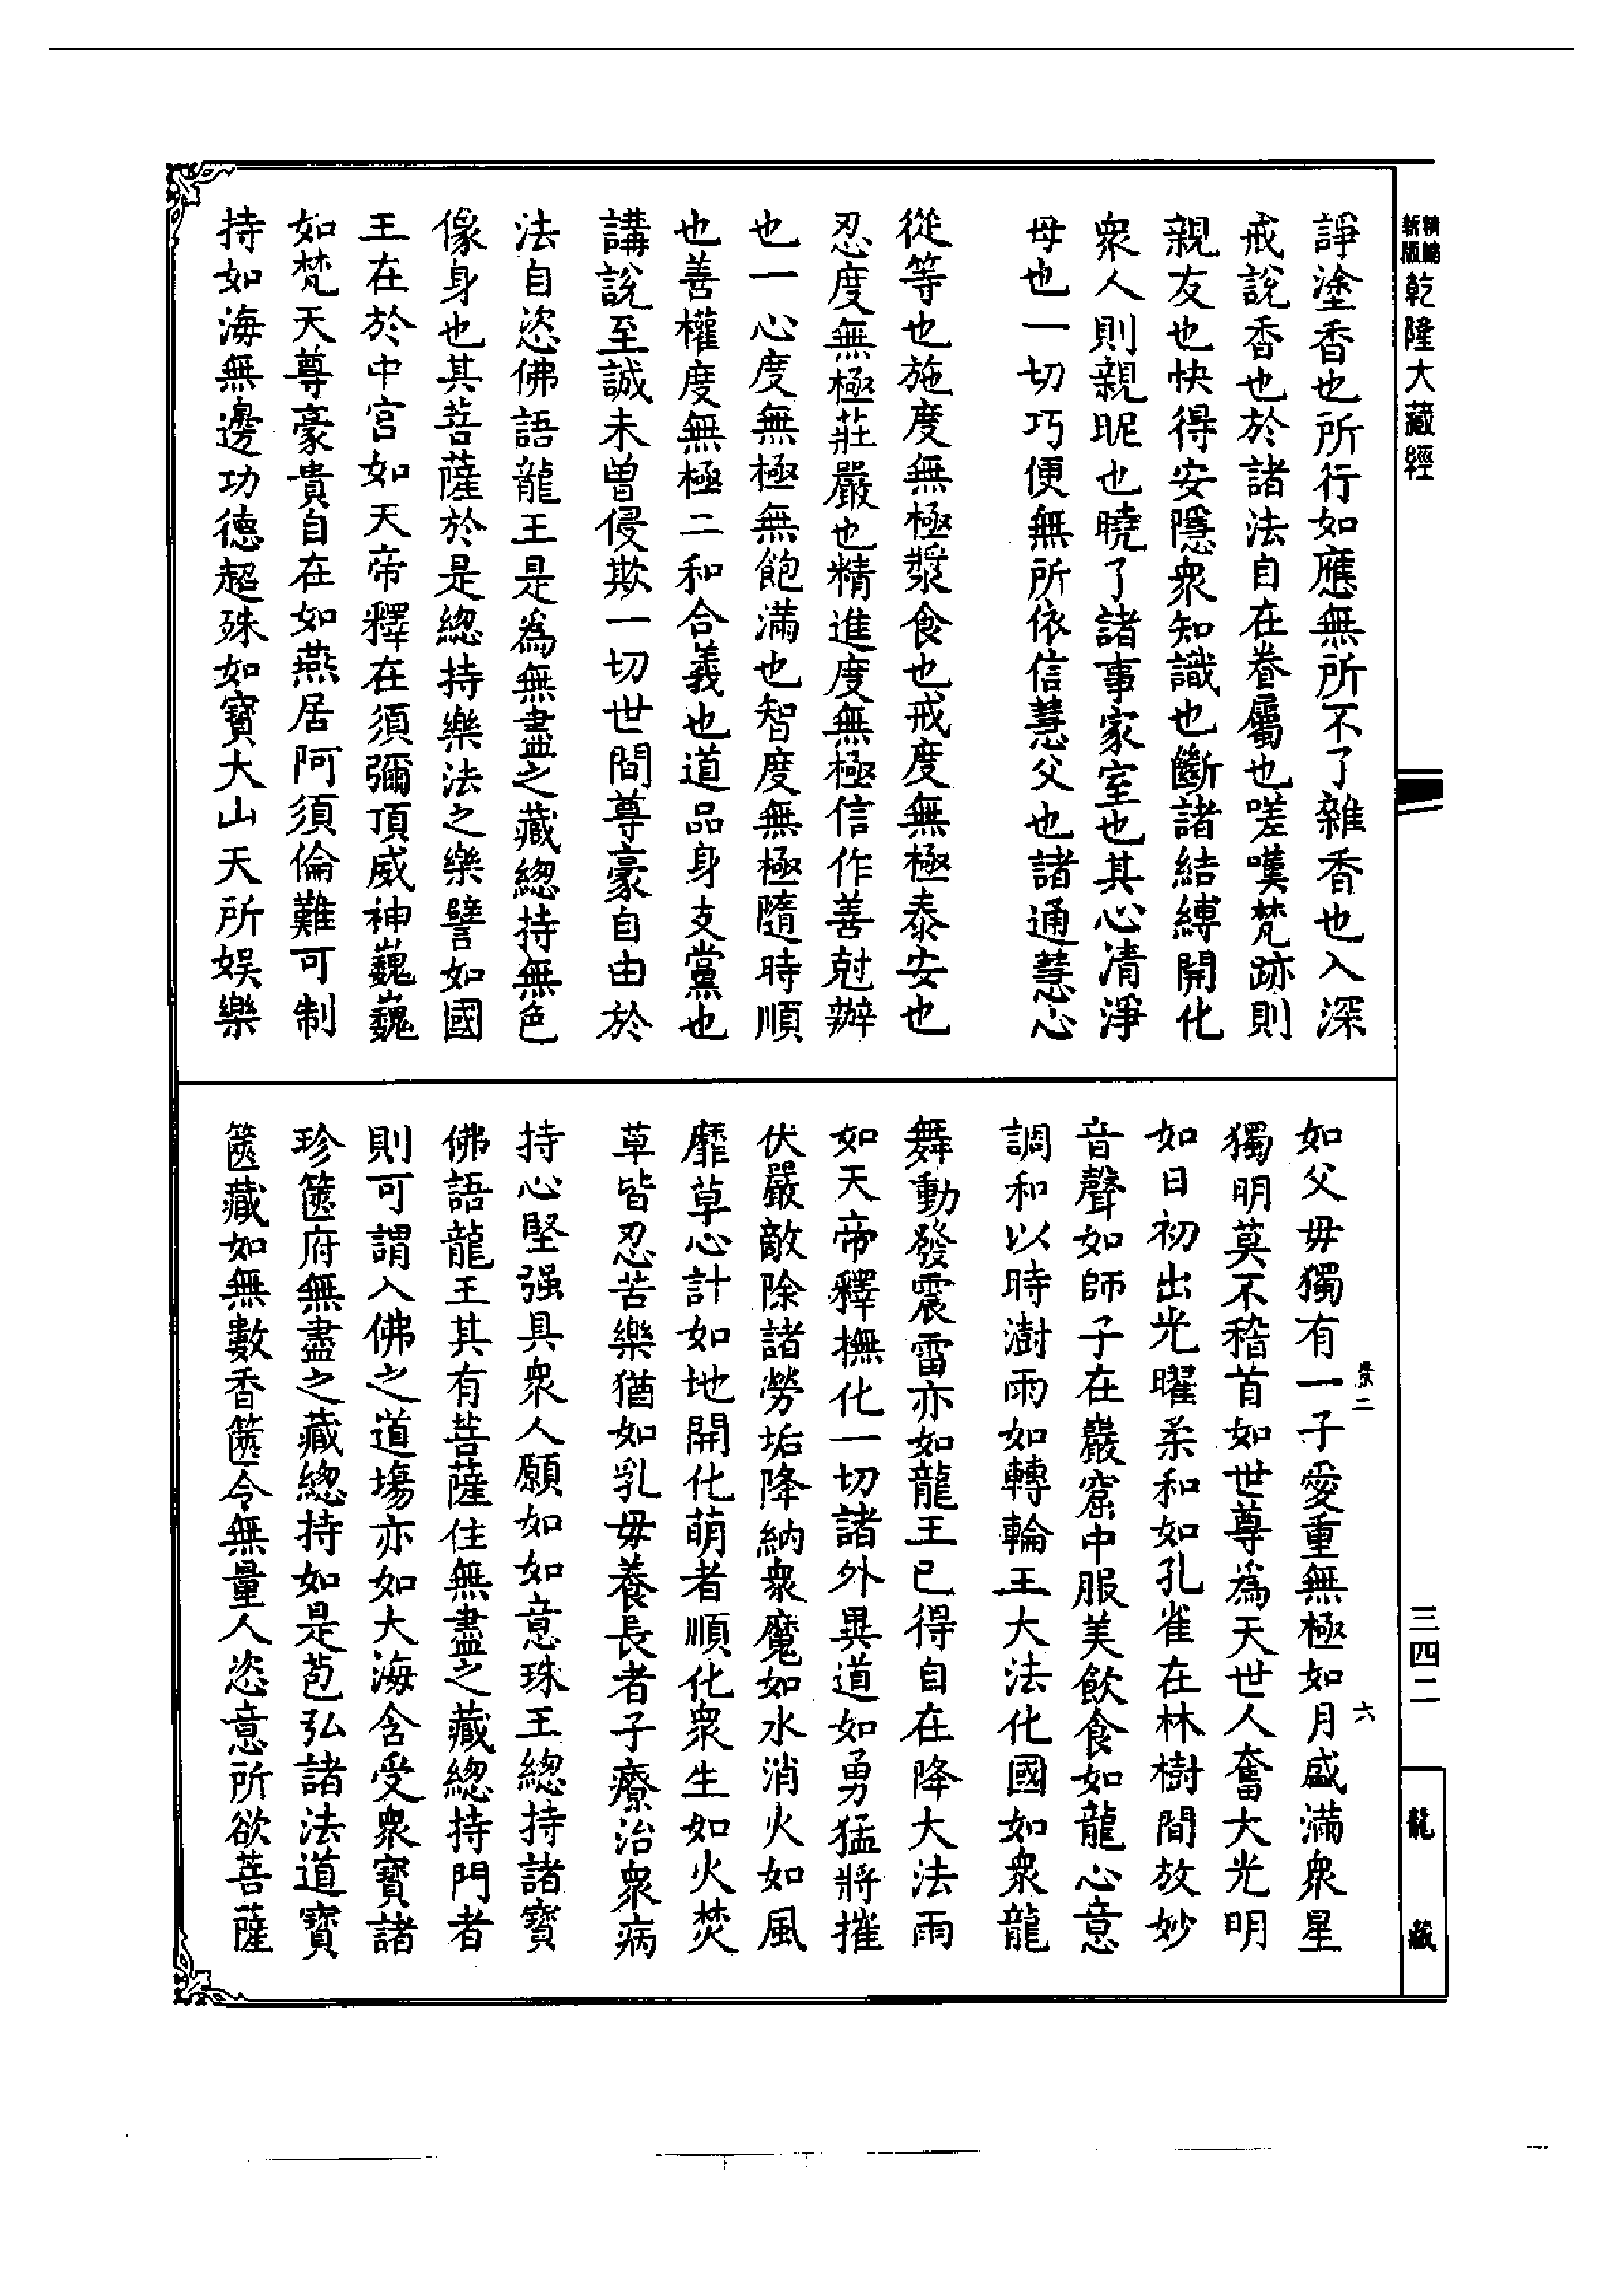 精編新版乾隆大藏經
三四二
龍藏
諍塗香也所行如應無所不了雜香也入深
戒說香也於諸法自在眷屬也嗟嘆梵跡則
親友也快得安隱衆知識也斷諸結縛開化
衆人則親昵也曉了諸事家室也其心清淨
母也一切巧便無所依信慧父也諸通慧心
從等也施度無極漿食也戒度無極泰安也
忍度無極莊嚴也精進度無極信作善尅辦
也一心度無極無飽滿也智度無極隨時順
也善權度無極二和合義也道品身支黨也
講說至誠未曽侵欺一切世間尊豪自由於
法自恣佛語龍王是爲無盡之藏緫持無色
像身也其菩薩於是緫持樂法之樂譬如國
王在於中宮如天帝釋在須彌頂威神巍巍
如梵天尊豪貴自在如燕居阿須倫難可制
持如海無邊功德超殊如寶大山天所娛樂
如父毋獨有一子愛重無極如月盛滿衆星
獨明莫不稽首如世尊爲天世人奮大光明
如日初出光曜柔和如孔雀在林樹間放妙
音聲如師子在巖窟中服美飲食如龍心意
調和以時澍雨如轉輪王大法化國如衆龍
舞動發震雷亦如龍王已得自在降大法雨
如天帝釋撫化一切諸外異道如勇猛將摧
伏嚴敵除諸勞垢降納衆魔如水消火如風
靡草心計如地開化萌者順化衆生如火焚
草皆忍苦樂猶如乳毋養長者子療治衆病
持心堅强具衆人願如如意珠王緫持諸寶
佛語龍王其有菩薩住無盡之藏緫持門者
則可謂入佛之道塲亦如大海含受衆寶諸
珍篋府無盡之藏緫持如是苞弘諸法道寶
篋藏如無數香篋令無量人恣意所欲菩薩
六